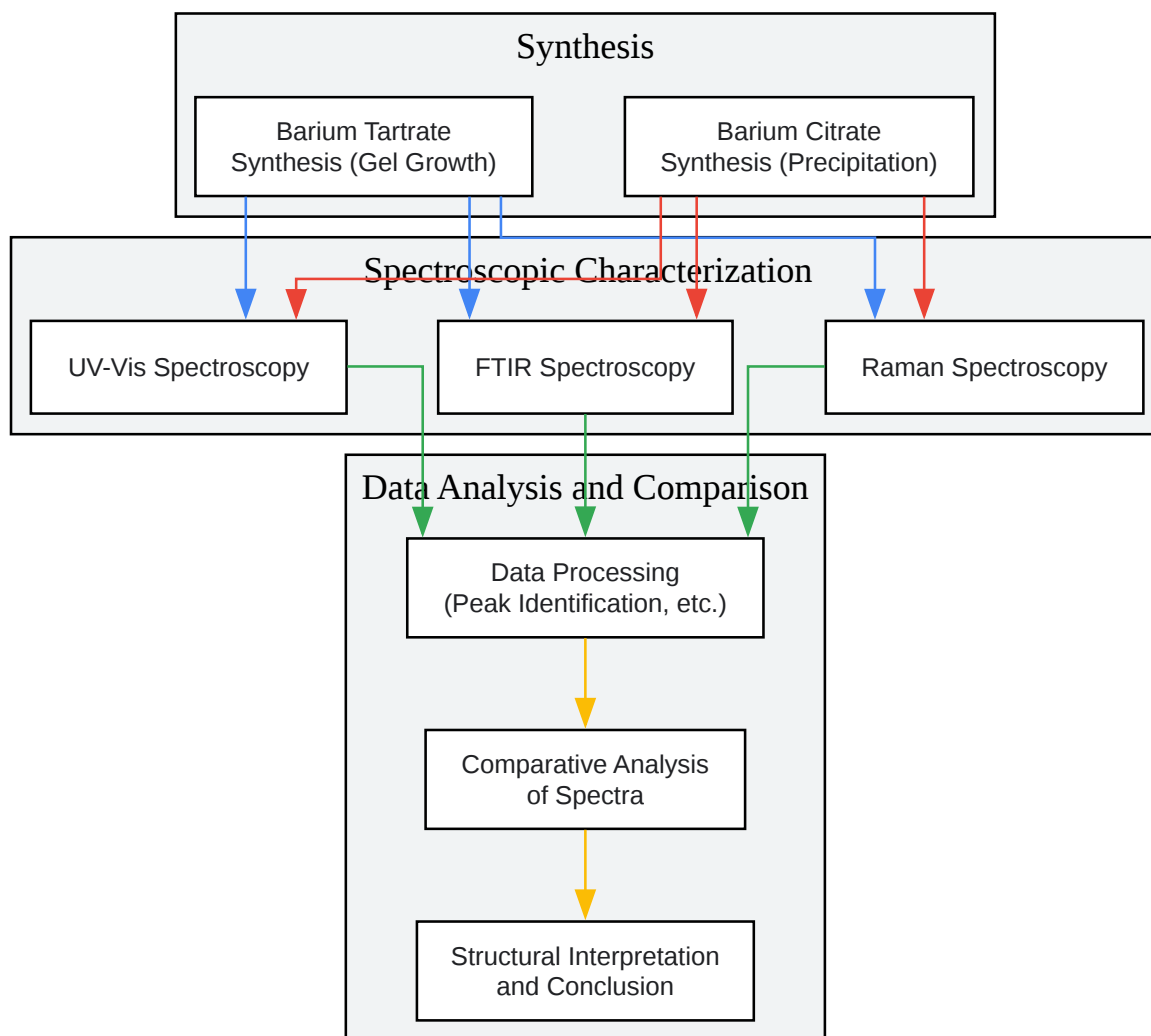 Synthesis
Barium Tartrate
Synthesis (Gel Growth)
Barium Citrate
Synthesis (Precipitation)
Spectroscopic Characterization
UV-Vis Spectroscopy
FTIR Spectroscopy
Raman Spectroscopy
Data Analysis and Comparison
Data Processing
(Peak Identification, etc.)
Comparative Analysis
of Spectra
Structural Interpretation
and Conclusion